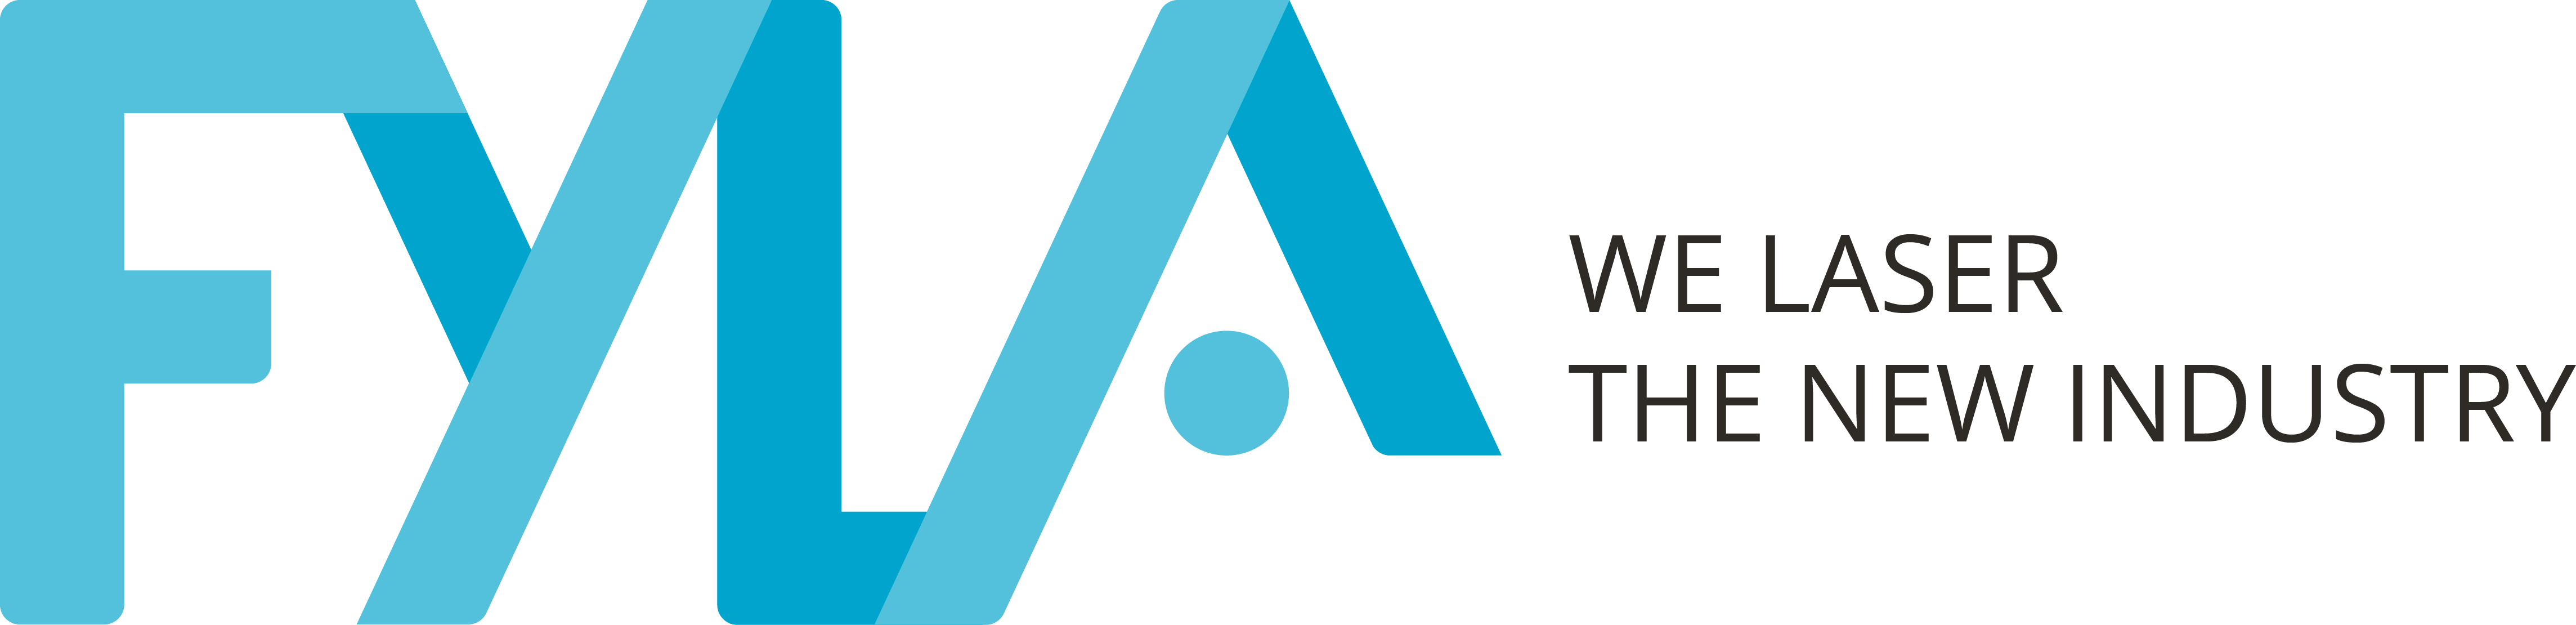 FYLA
WE LASER
THE NEW INDUSTRY